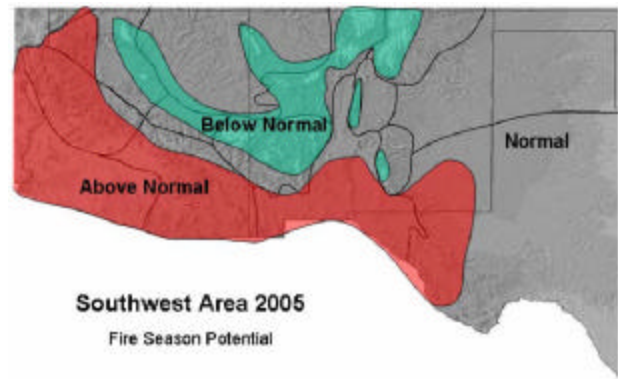 Below Normal
Normal
Above Normal
Southwest Area 2005
Fire Season Potential